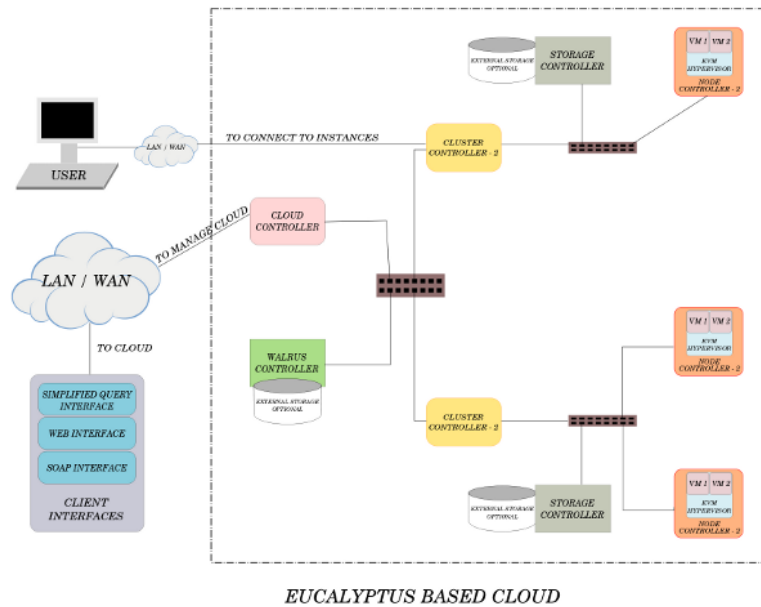 EXTERNAL STORAGE
OPTIONAL
STORAGE
CONTROLLER
VM 1 VM 2
KVM
HYPERVISOR
NODE
CONTROLLER - 2
USER
LAN / WAN
TO CONNECT TO INSTANCES
CLUSTER
CONTROLLER - 2
TO MANAGE CLOUD
CLOUD
CONTROLLER
LAN / WAN
TO CLOUD
SIMPLIFIED QUERY
INTERFACE
WEB INTERFACE
SOAP INTERFACE
CLIENT
INTERFACES
WALRUS
CONTROLLER
EXTERNAL STORAGE
OPTIONAL
CLUSTER
CONTROLLER - 2
VM 1 VM 2
KVM
HYPERVISOR
NODE
CONTROLLER - 2
EXTERNAL STORAGE
OPTIONAL
STORAGE
CONTROLLER
VM 1 VM 2
KVM
HYPERVISOR
NODE
CONTROLLER - 2
EUCALYPTUS BASED CLOUD